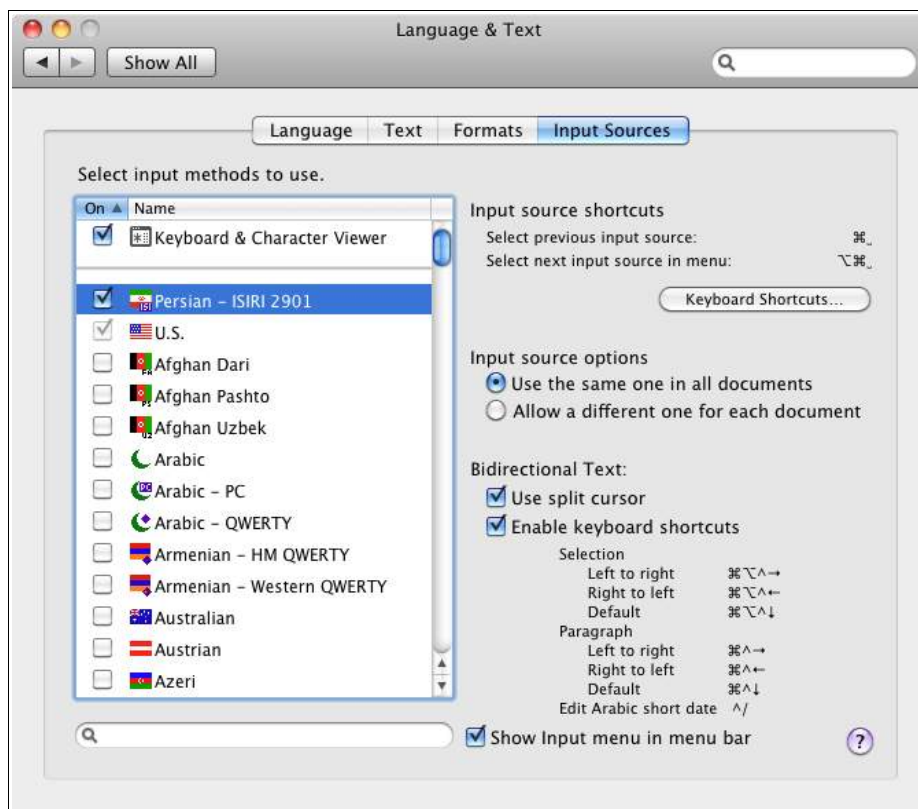 Language & Text
Show All
Language Text Formats Input Sources
Select input methods to use.
On Name
Keyboard & Character Viewer
Persian – ISIRI 2901
U.S.
Afghan Dari
Afghan Pashto
Afghan Uzbek
Arabic
Arabic – PC
Arabic – QWERTY
Armenian – HM QWERTY
Armenian – Western QWERTY
Australian
Austrian
Azeri
Input source shortcuts
Select previous input source: ⌘␣
Select next input source in menu: ⌥⌘␣
Keyboard Shortcuts...
Input source options
Use the same one in all documents
Allow a different one for each document
Bidirectional Text:
Use split cursor
Enable keyboard shortcuts
Selection
Left to right ⌘⌥^→
Right to left ⌘⌥^←
Default ⌘⌥^↓
Paragraph
Left to right ⌘^→
Right to left ⌘^←
Default ⌘^↓
Edit Arabic short date ^/
Show Input menu in menu bar
?